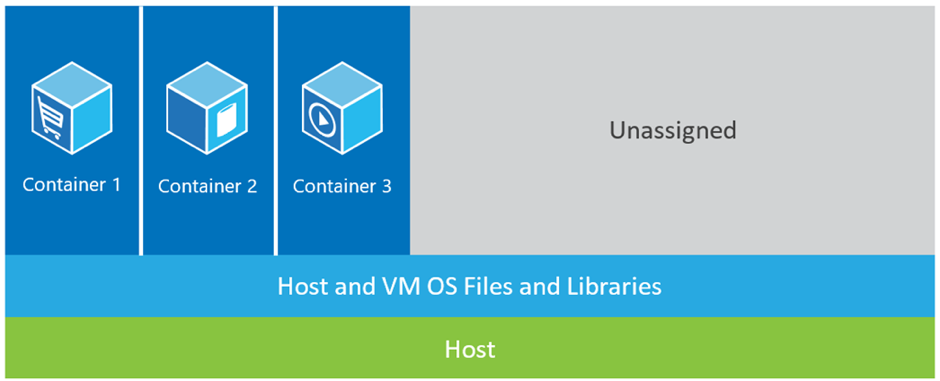 Container 1
Container 2
Container 3
Unassigned
Host and VM OS Files and Libraries
Host